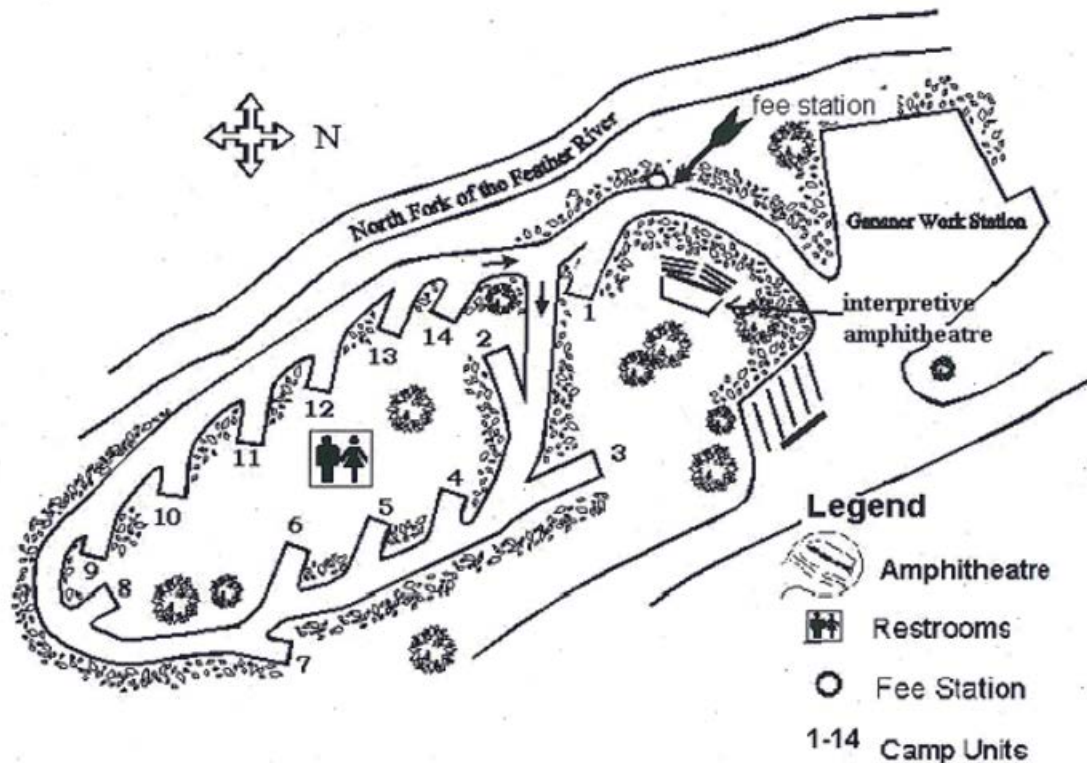 fee station
N
North Fork of the Feather River
Gansner Work Station
interpretive
amphitheatre
1
2
14
13
12
11
10
3
4
5
6
9
8
7
Legend
Amphitheatre
Restrooms
Fee Station
1-14 Camp Units